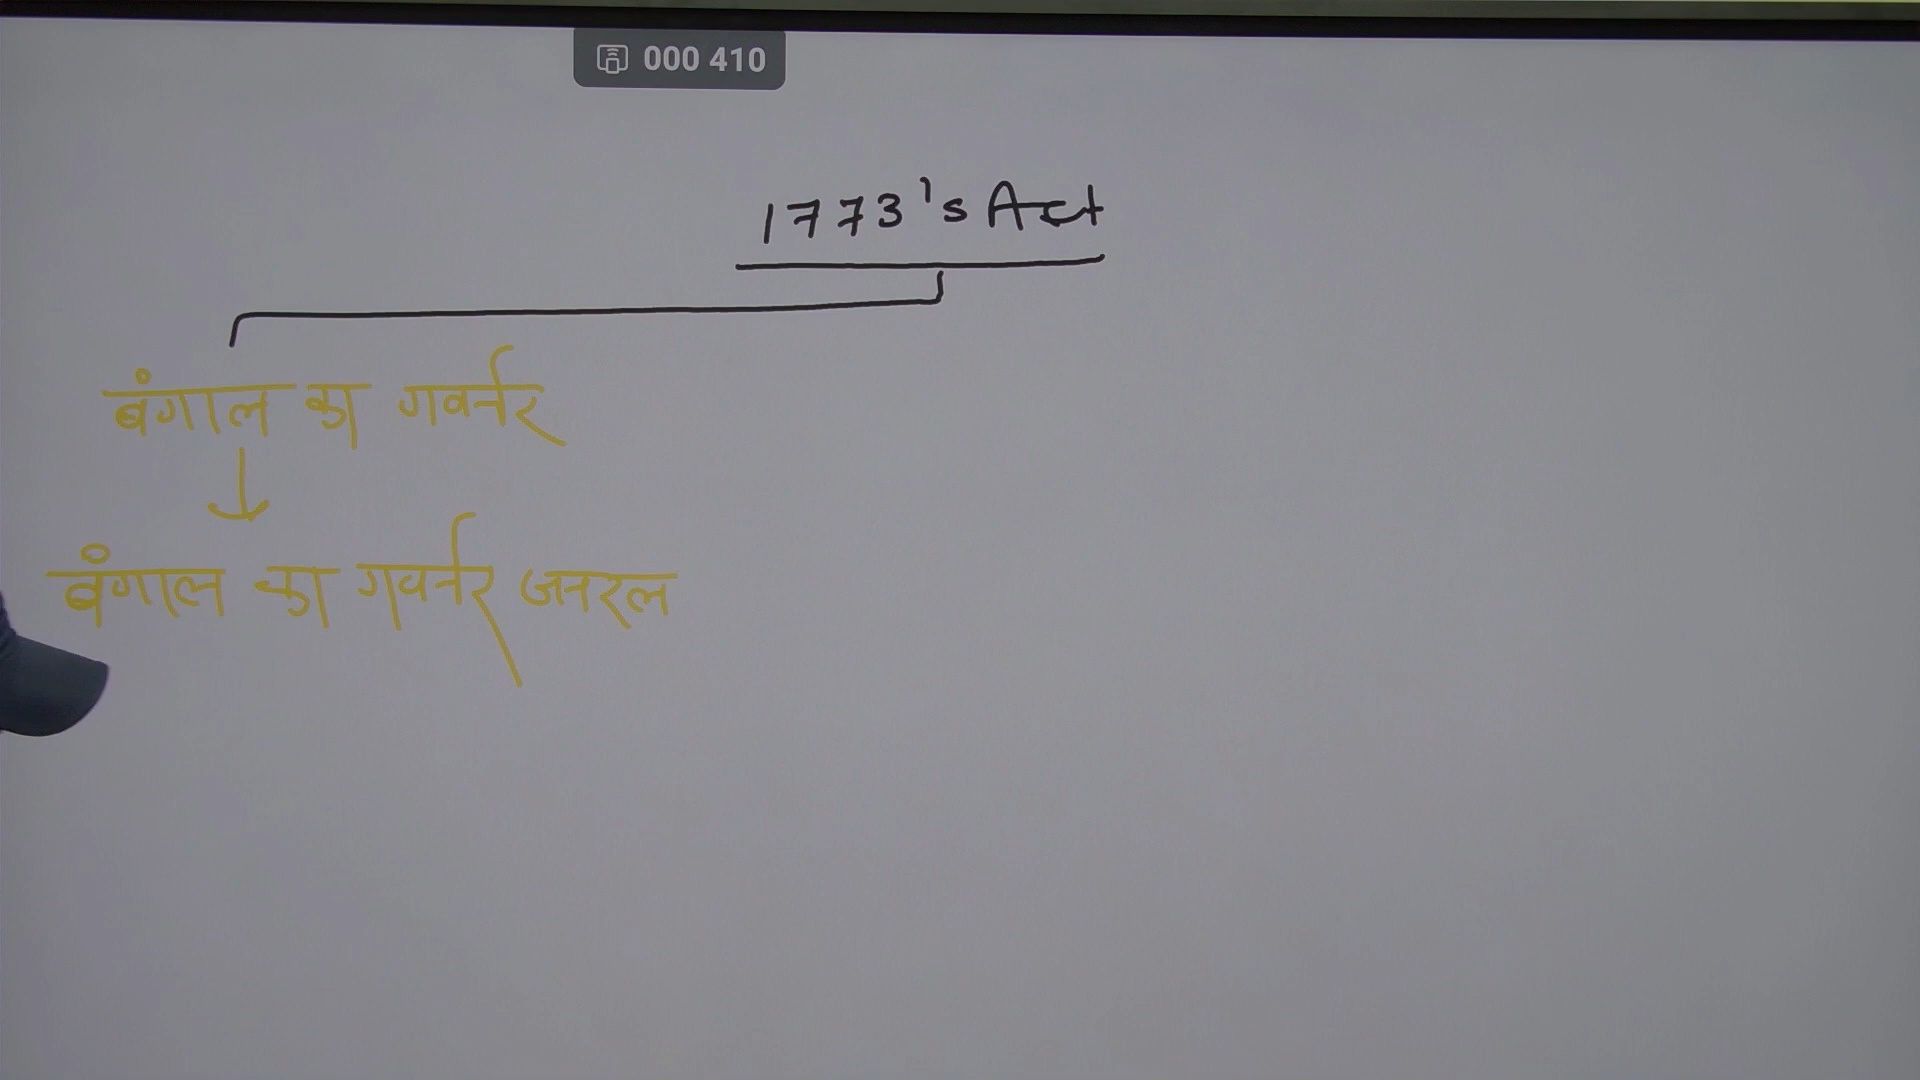 000 410
1773's Act
बंगाल का गवर्नर
बंगाल का गवर्नर जनरल